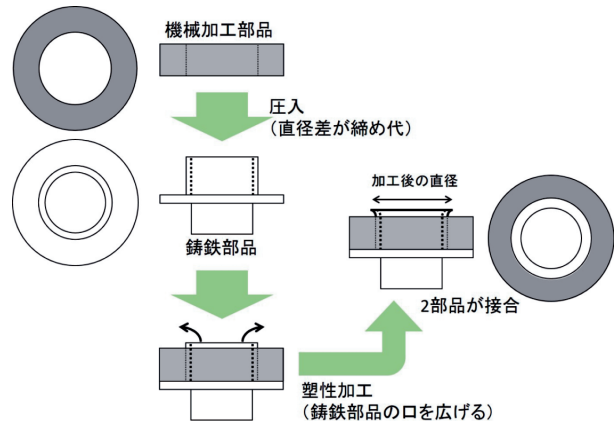 機械加工部品
圧入
(直径差が締め代)
加工後の直径
鋳鉄部品
2部品が接合
塑性加工
(鋳鉄部品の口を広げる)